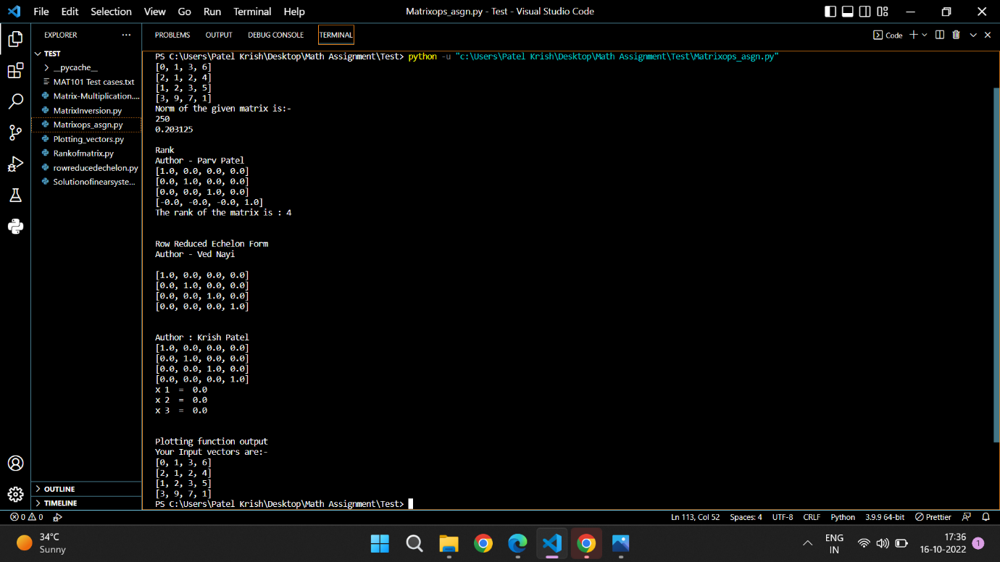 File Edit Selection View Go Run Terminal Help Matrixops_asgn.py - Test - Visual Studio Code
EXPLORER ...
TEST
__pycache__
MAT101 Test cases.txt
Matrix-Multiplication....
MatrixInversion.py
Matrixops_asgn.py
Plotting_vectors.py
Rankofmatrix.py
rowreducedechelon.py
Solutionofinearsyste...
OUTLINE
TIMELINE
PROBLEMS OUTPUT DEBUG CONSOLE TERMINAL Code
PS C:\Users\Patel Krish\Desktop\Math Assignment\Test> python -u "c:\Users\Patel Krish\Desktop\Math Assignment\Test\Matrixops_asgn.py"
[0, 1, 3, 6]
[2, 1, 2, 4]
[1, 2, 3, 5]
[3, 9, 7, 1]
Norm of the given matrix is:-
250
0.203125
Rank
Author - Parv Patel
[1.0, 0.0, 0.0, 0.0]
[0.0, 1.0, 0.0, 0.0]
[0.0, 0.0, 1.0, 0.0]
[-0.0, -0.0, -0.0, 1.0]
The rank of the matrix is : 4
Row Reduced Echelon Form
Author - Ved Nayi
[1.0, 0.0, 0.0, 0.0]
[0.0, 1.0, 0.0, 0.0]
[0.0, 0.0, 1.0, 0.0]
[0.0, 0.0, 0.0, 1.0]
Author : Krish Patel
[1.0, 0.0, 0.0, 0.0]
[0.0, 1.0, 0.0, 0.0]
[0.0, 0.0, 1.0, 0.0]
[0.0, 0.0, 0.0, 1.0]
x 1 = 0.0
x 2 = 0.0
x 3 = 0.0
Plotting function output
Your Input vectors are:-
[0, 1, 3, 6]
[2, 1, 2, 4]
[1, 2, 3, 5]
[3, 9, 7, 1]
PS C:\Users\Patel Krish\Desktop\Math Assignment\Test>
0 0 Ln 113, Col 52 Spaces: 4 UTF-8 CRLF Python 3.9.9 64-bit Prettier
34°C
Sunny
ENG
IN
17:36
16-10-2022
1